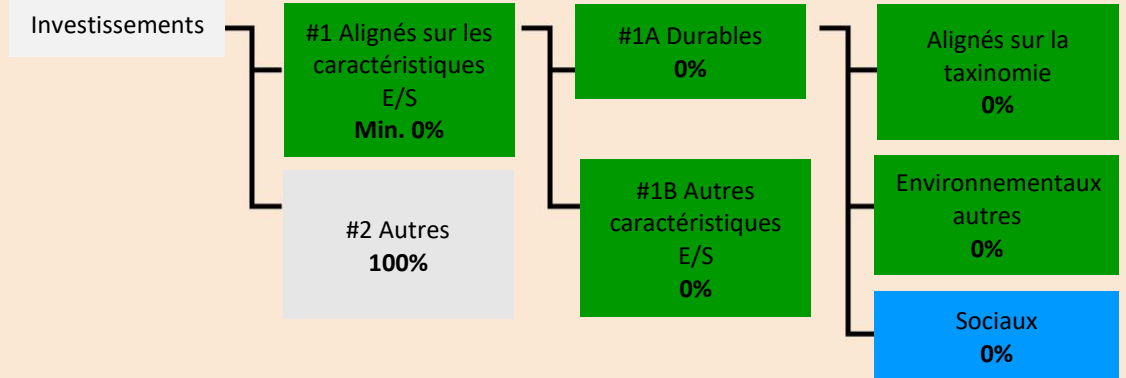 Investissements
#1 Alignés sur les
caractéristiques
E/S
Min. 0%
#2 Autres
100%
#1A Durables
0%
#1B Autres
caractéristiques
E/S
0%
Alignés sur la
taxinomie
0%
Environnementaux
autres
0%
Sociaux
0%